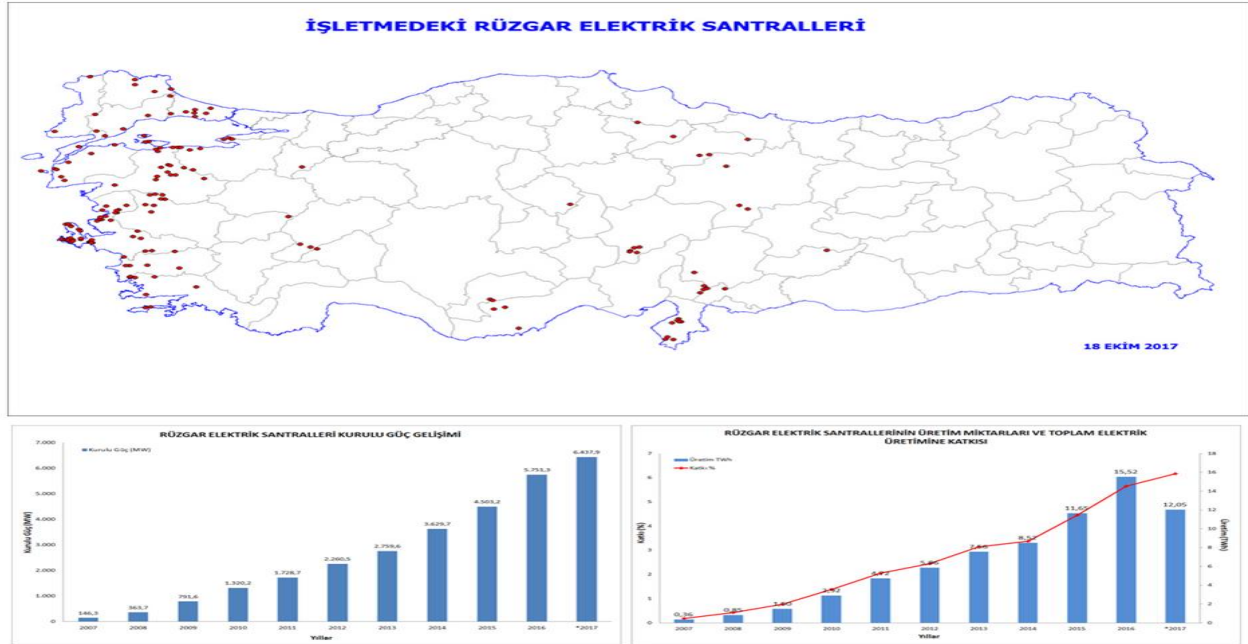 İŞLETMEDEKİ RÜZGAR ELEKTRİK SANTRALLERİ
18 EKİM 2017
RÜZGAR ELEKTRİK SANTRALLERİ KURULU GÜÇ GELİŞİMİ
Kurulu Güç (MW)
Kurulu Güç (MW)
7.000
6.000
5.000
4.000
3.000
2.000
1.000
0
146,3
363,7
791,6
1.320,2
1.728,7
2.260,5
2.759,6
3.629,7
4.503,2
5.751,3
6.437,9
2007 2008 2009 2010 2011 2012 2013 2014 2015 2016 *2017
Yıllar
RÜZGAR ELEKTRİK SANTRALLERİNİN ÜRETİM MİKTARLARI VE TOPLAM ELEKTRİK
ÜRETİMİNE KATKISI
Üretim TWh
Katkı %
Katkı (%)
7
6
5
4
3
2
1
0
0,36
0,85
8,52
11,65
15,52
12,05
18
16
14
12
10
8
6
4
2
0
Üretim(TWh)
2007 2008 2009 2010 2011 2012 2013 2014 2015 2016 *2017
Yıllar